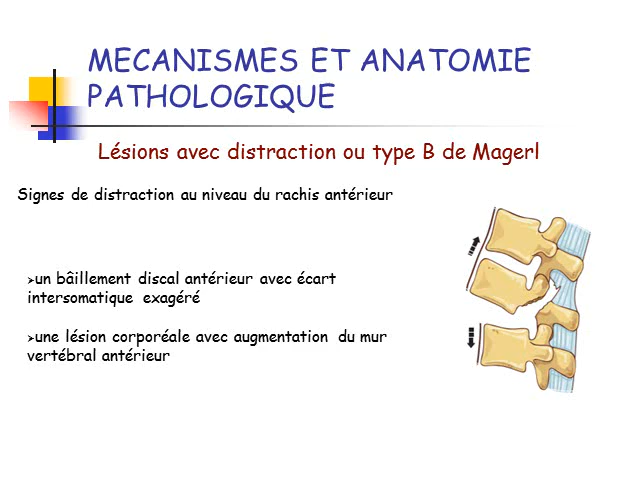 MECANISMES ET ANATOMIE
PATHOLOGIQUE
Lésions avec distraction ou type B de Magerl
Signes de distraction au niveau du rachis antérieur
➢un bâillement discal antérieur avec écart
intersomatique exagéré
➢une lésion corporéale avec augmentation du mur
vertébral antérieur